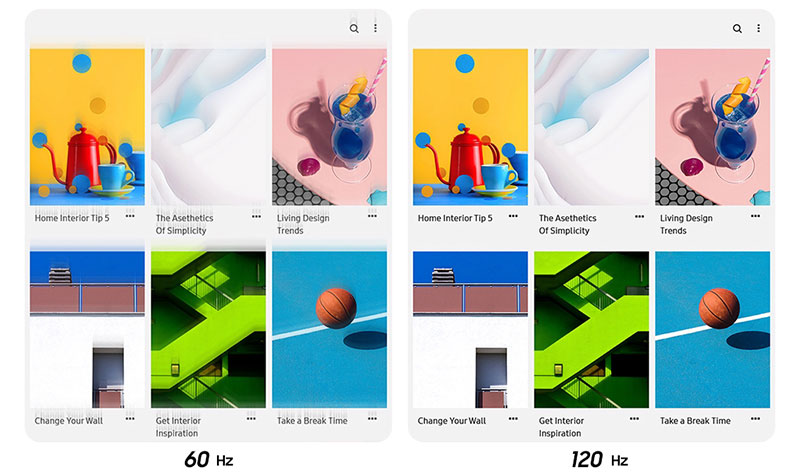 Home Interior Tip 5
The Asethetics
Of Simplicity
Living Design
Trends
Change Your Wall
Get Interior
Inspiration
Take a Break Time
60 Hz
Home Interior Tip 5
The Asethetics
Of Simplicity
Living Design
Trends
Change Your Wall
Get Interior
Inspiration
Take a Break Time
120 Hz